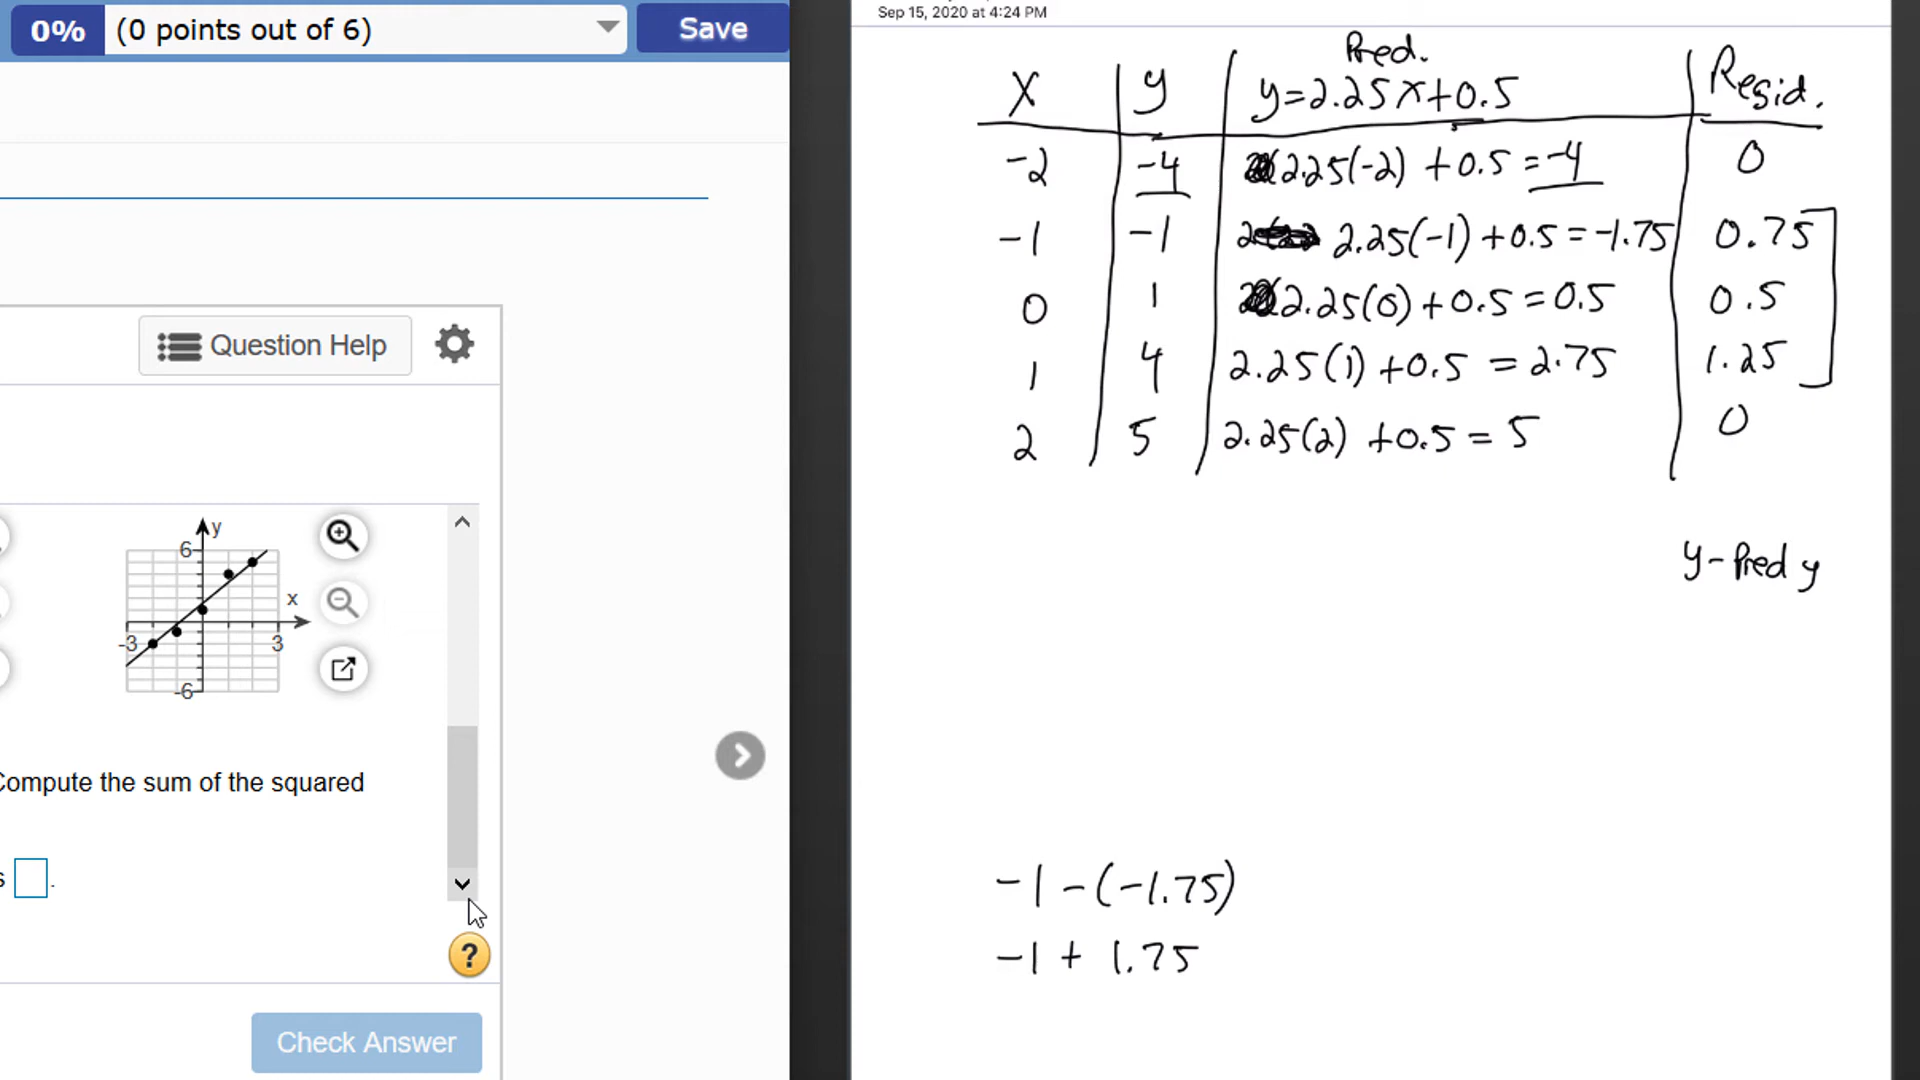 0% (0 points out of 6) Save
Question Help
y
6
x
-3 3
-6
Compute the sum of the squared
s .
?
Check Answer
Sep 15, 2020 at 4:24 PM
Pred.
x y y=2.25x+0.5 Resid.
-2 -4 2.25(-2) +0.5 = -4 0
-1 -1 2.25(-1) +0.5 = -1.75 0.75
0 1 2.25(0) +0.5 = 0.5 0.5
1 4 2.25(1) +0.5 = 2.75 1.25
2 5 2.25(2) +0.5 = 5 0
y - Pred y
-1 - (-1.75)
-1 + 1.75